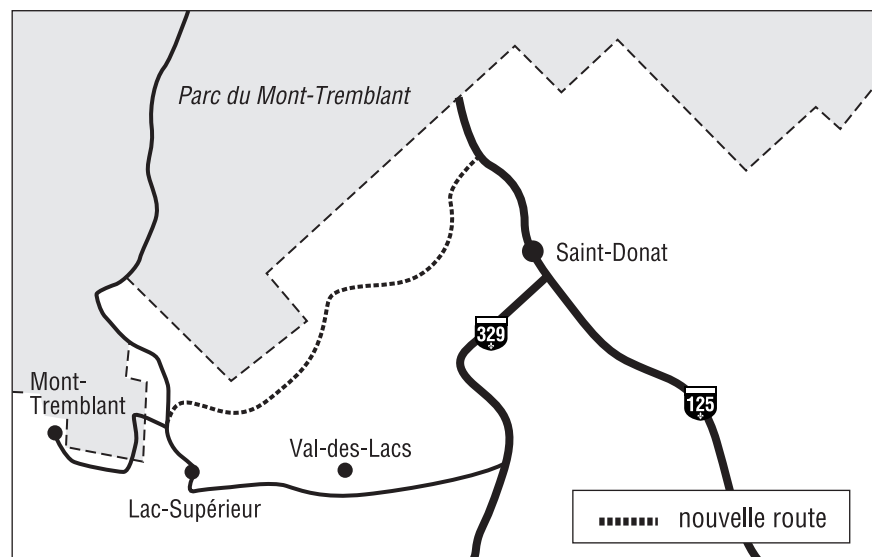 Parc du Mont-Tremblant
Saint-Donat
329
Mont-
Tremblant
125
Val-des-Lacs
Lac-Supérieur
nouvelle route